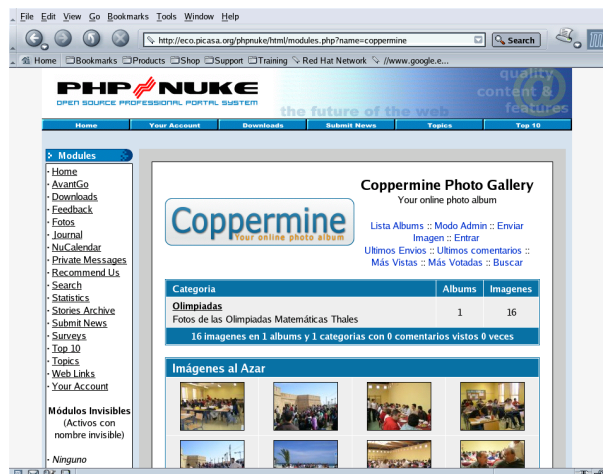 File Edit View Go Bookmarks Tools Window Help
http://eco.picasa.org/phpnuke/html/modules.php?name=coppermine
Search
Home Bookmarks Products Shop Support Training Red Hat Network //www.google.e...
PHP NUKE
OPEN SOURCE PROFESSIONAL PORTAL SYSTEM
the future of the web
quality
content &
features
Home Your Account Downloads Submit News Topics Top 10
Modules
· Home
· AvantGo
· Downloads
· Feedback
· Fotos
· Journal
· NuCalendar
· Private Messages
· Recommend Us
· Search
· Statistics
· Stories Archive
· Submit News
· Surveys
· Top 10
· Topics
· Web Links
· Your Account
Módulos Invisibles
(Activos con
nombre invisible)
· Ninguno
Coppermine
Your online photo album
Coppermine Photo Gallery
Your online photo album
Lista Albums :: Modo Admin :: Enviar
Imagen :: Entrar
Ultimos Envios :: Ultimos comentarios ::
Más Vistas :: Más Votadas :: Buscar
Categoria Albums Imagenes
Olimpiadas
Fotos de las Olimpiadas Matemáticas Thales
1 16
16 imagenes en 1 albums y 1 categorias con 0 comentarios vistos 0 veces
Imágenes al Azar